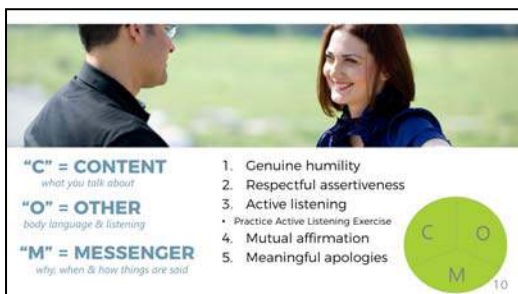 "C" = CONTENT
what you talk about
"O" = OTHER
body language & listening
"M" = MESSENGER
why, when & how things are said
1. Genuine humility
2. Respectful assertiveness
3. Active listening
• Practice Active Listening Exercise
4. Mutual affirmation
5. Meaningful apologies
C O
M
10